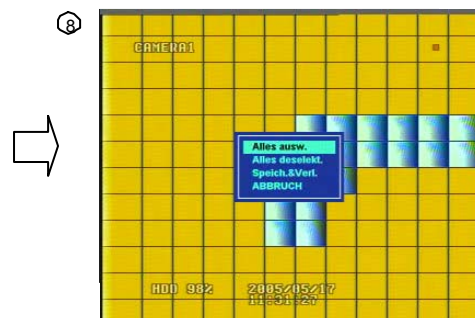 8
CAMERA1
Alles ausw.
Alles deselekt.
Speich.&Verl.
ABBRUCH
HDD 98% 2005/05/17
11:31:27